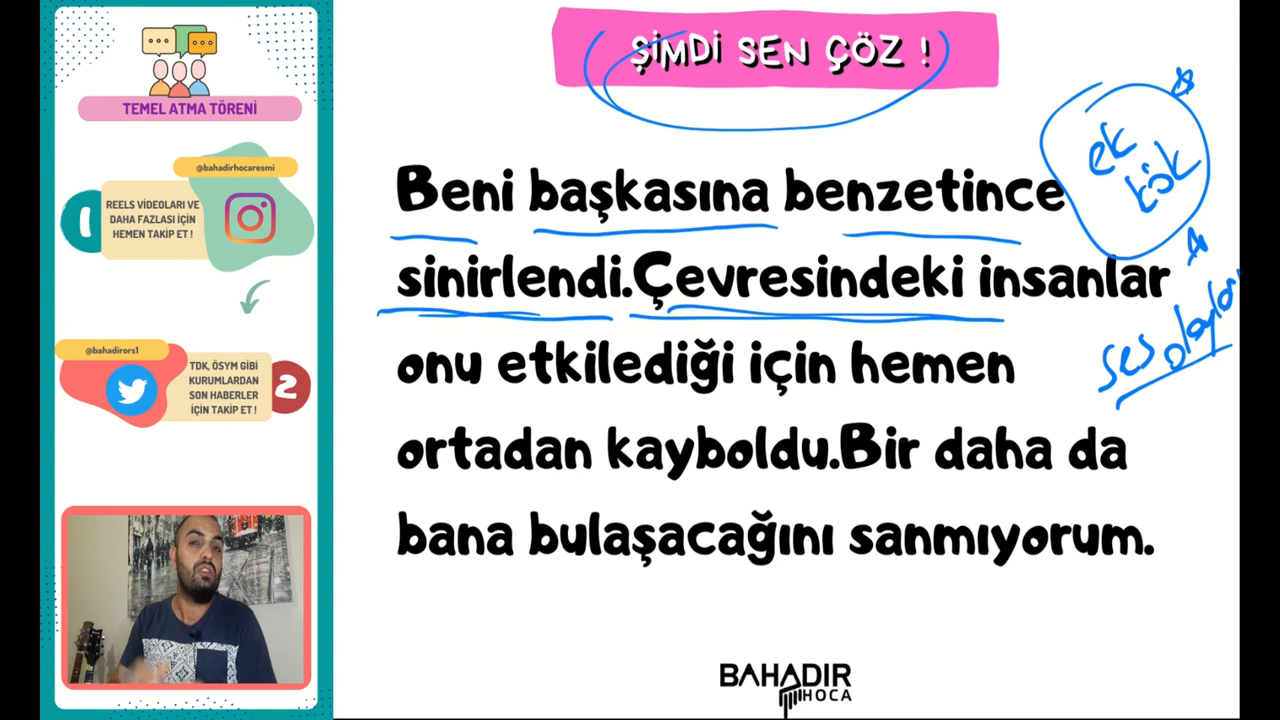 TEMEL ATMA TÖRENİ
@bahadirhocaresmi
1
REELS VİDEOLARI VE
DAHA FAZLASI İÇİN
HEMEN TAKİP ET !
@bahadirors1
TDK, ÖSYM GİBİ
KURUMLARDAN
SON HABERLER
İÇİN TAKİP ET !
2
ŞİMDİ SEN ÇÖZ !
Beni başkasına benzetince
sinirlendi.Çevresindeki insanlar
onu etkilediği için hemen
ortadan kayboldu.Bir daha da
bana bulaşacağını sanmıyorum.
ek
kök
ses olayları
BAHADIR
HOCA